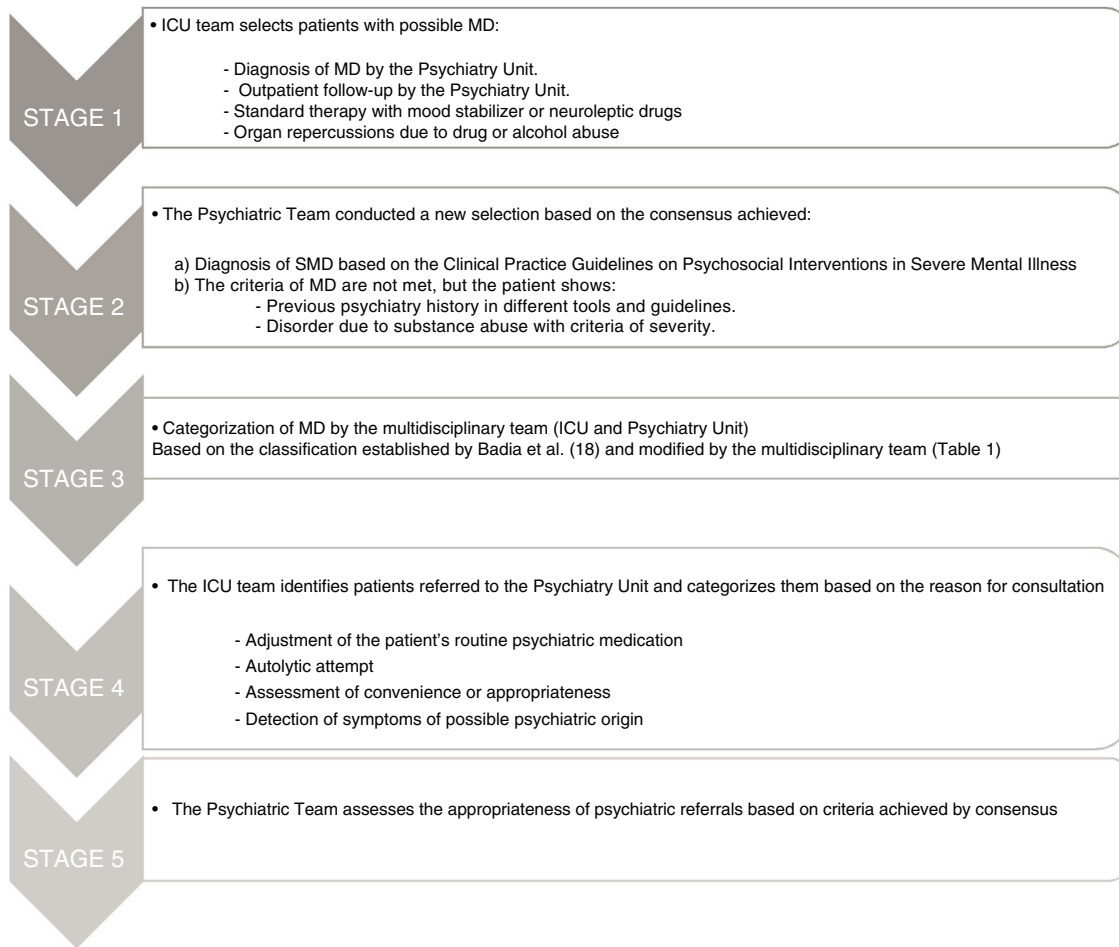 • ICU team selects patients with possible MD:
- Diagnosis of MD by the Psychiatry Unit.
- Outpatient follow-up by the Psychiatry Unit.
- Standard therapy with mood stabilizer or neuroleptic drugs
- Organ repercussions due to drug or alcohol abuse
STAGE 1
• The Psychiatric Team conducted a new selection based on the consensus achieved:
a) Diagnosis of SMD based on the Clinical Practice Guidelines on Psychosocial Interventions in Severe Mental Illness
b) The criteria of MD are not met, but the patient shows:
- Previous psychiatry history in different tools and guidelines.
- Disorder due to substance abuse with criteria of severity.
STAGE 2
• Categorization of MD by the multidisciplinary team (ICU and Psychiatry Unit)
Based on the classification established by Badia et al. (18) and modified by the multidisciplinary team (Table 1)
STAGE 3
• The ICU team identifies patients referred to the Psychiatry Unit and categorizes them based on the reason for consultation
- Adjustment of the patient's routine psychiatric medication
- Autolytic attempt
- Assessment of convenience or appropriateness
- Detection of symptoms of possible psychiatric origin
STAGE 4
• The Psychiatric Team assesses the appropriateness of psychiatric referrals based on criteria achieved by consensus
STAGE 5